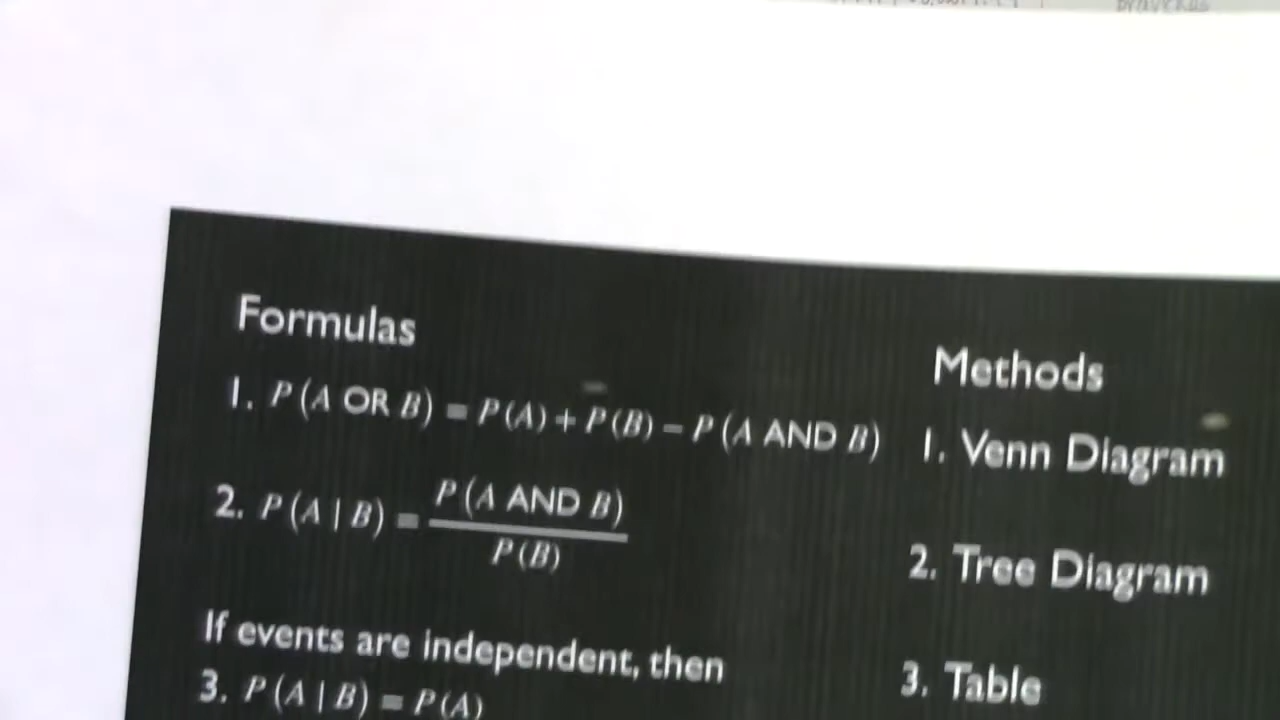 Formulas
1. P(A OR B) = P(A) + P(B) − P(A AND B)
2. P(A | B) = P(A AND B) / P(B)
If events are independent, then
3. P(A | B) = P(A)
Methods
1. Venn Diagram
2. Tree Diagram
3. Table